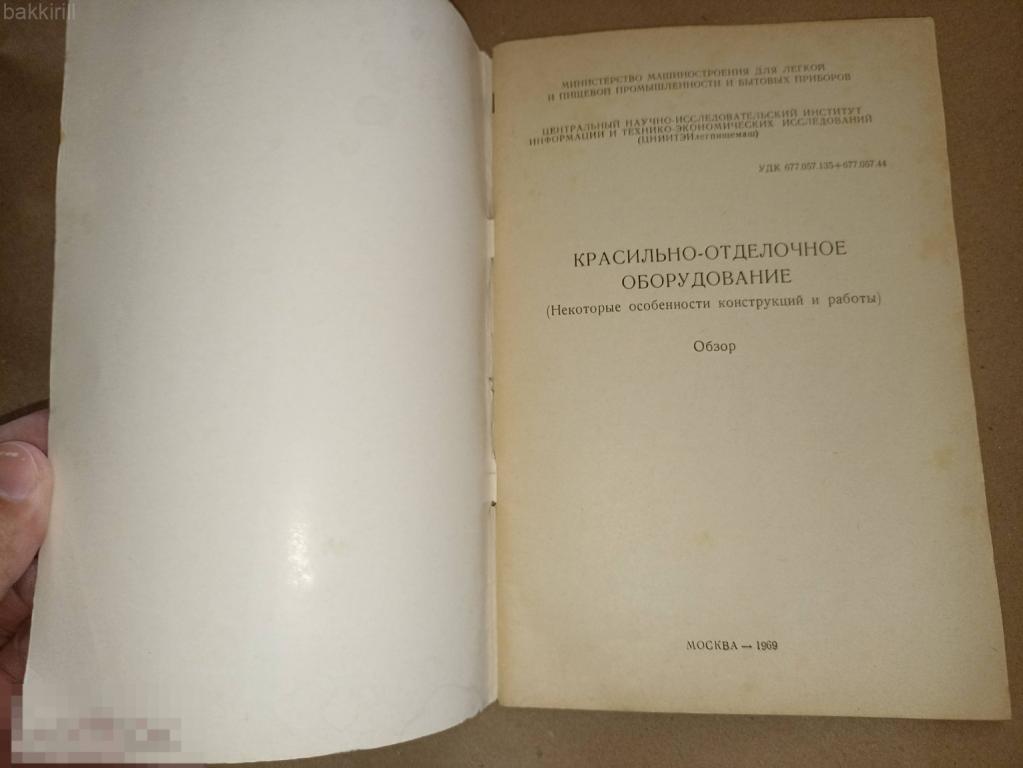 bakkirill
МИНИСТЕРСТВО МАШИНОСТРОЕНИЯ ДЛЯ ЛЕГКОЙ
И ПИЩЕВОЙ ПРОМЫШЛЕННОСТИ И БЫТОВЫХ ПРИБОРОВ
ЦЕНТРАЛЬНЫЙ НАУЧНО-ИССЛЕДОВАТЕЛЬСКИЙ ИНСТИТУТ
ИНФОРМАЦИИ И ТЕХНИКО-ЭКОНОМИЧЕСКИХ ИССЛЕДОВАНИЙ
(ЦНИИТЭИлегпищемаш)
УДК 677.057.135+677.057.44
КРАСИЛЬНО-ОТДЕЛОЧНОЕ
ОБОРУДОВАНИЕ
(Некоторые особенности конструкций и работы)
Обзор
МОСКВА — 1969